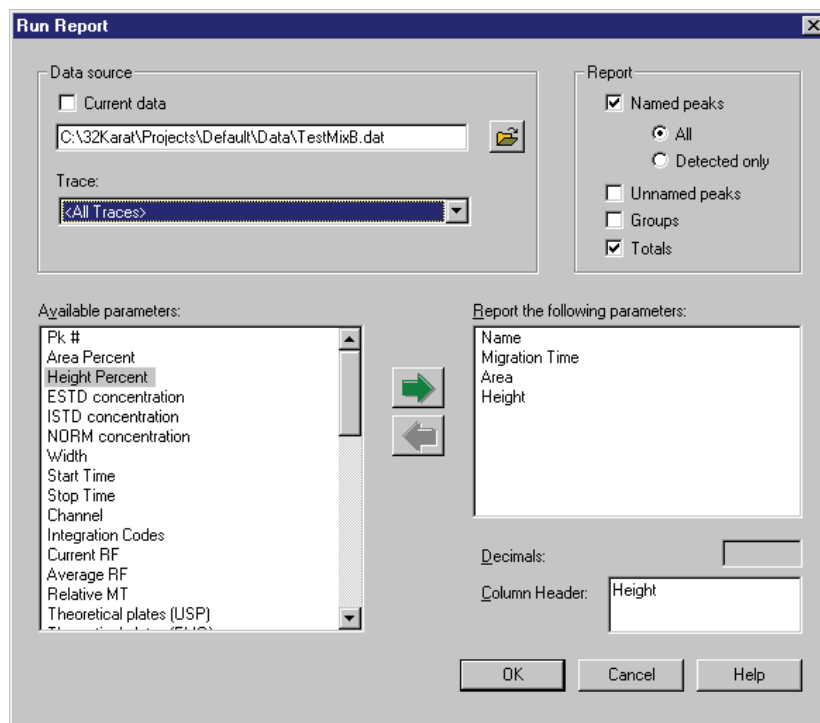 Run Report
Data source
Current data
C:\32Karat\Projects\Default\Data\TestMixB.dat
Trace:
<All Traces>
Report
Named peaks
All
Detected only
Unnamed peaks
Groups
Totals
Available parameters:
Pk #
Area Percent
Height Percent
ESTD concentration
ISTD concentration
NORM concentration
Width
Start Time
Stop Time
Channel
Integration Codes
Current RF
Average RF
Relative MT
Theoretical plates (USP)
Report the following parameters:
Name
Migration Time
Area
Height
Decimals:
Column Header:
Height
OK
Cancel
Help